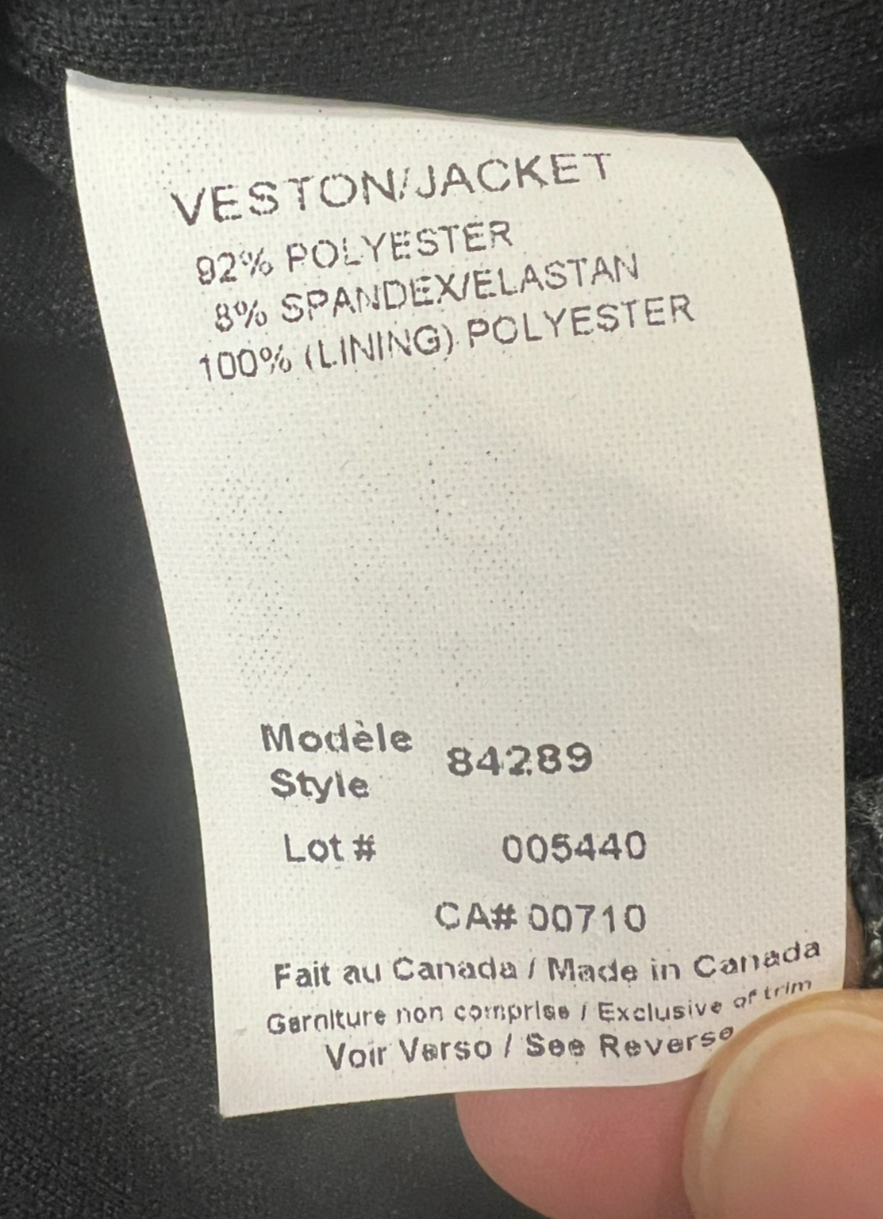 VESTON/JACKET
92% POLYESTER
8% SPANDEX/ELASTAN
100% (LINING) POLYESTER
Modèle
Style 84289
Lot # 005440
CA# 00710
Fait au Canada / Made in Canada
Garniture non comprise / Exclusive of trim
Voir Verso / See Reverse